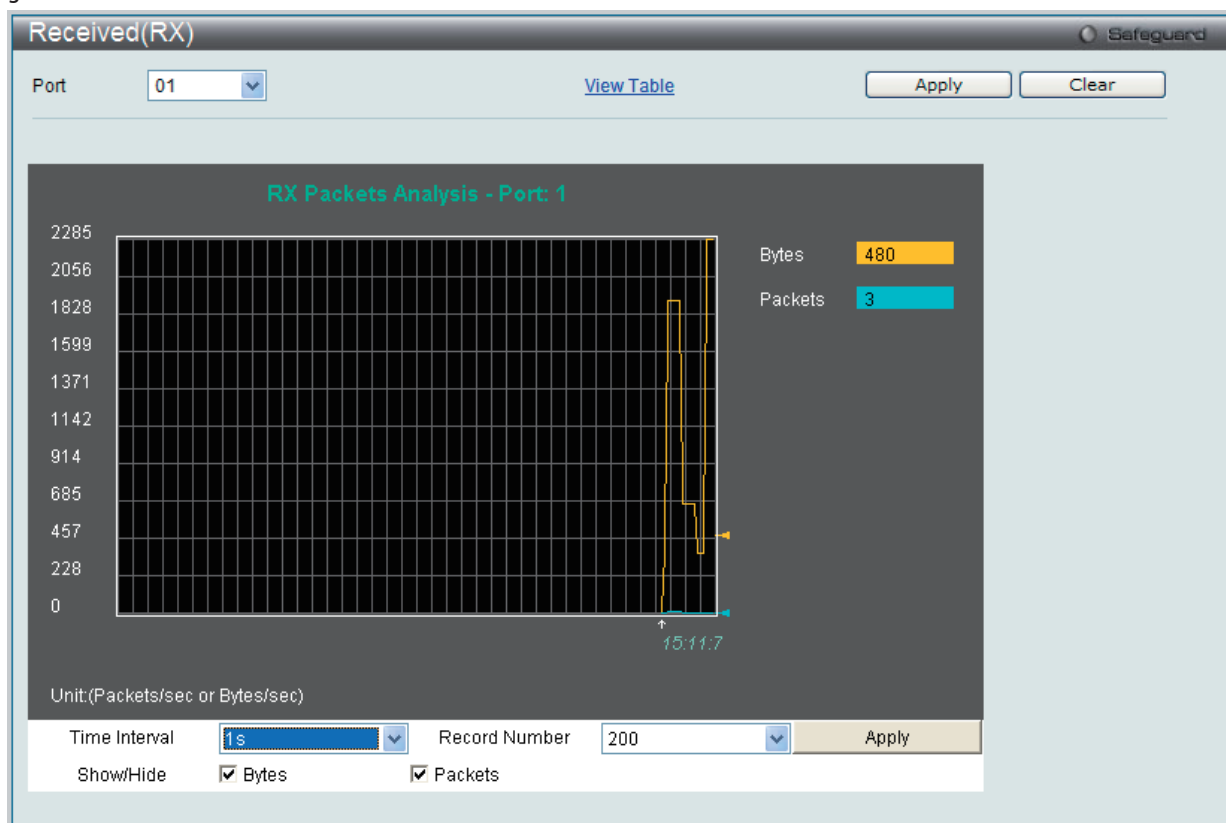 Received(RX)
Safeguard
Port 01 View Table Apply Clear
RX Packets Analysis - Port: 1
2285
2056
1828
1599
1371
1142
914
685
457
228
0
Bytes 480
Packets 3
15:11:7
Unit:(Packets/sec or Bytes/sec)
Time Interval 1s Record Number 200 Apply
Show/Hide Bytes Packets